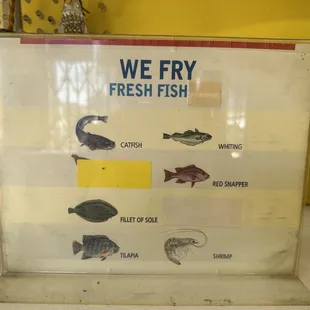 WE FRY
FRESH FISH
CATFISH
WHITING
RED SNAPPER
FILLET OF SOLE
TILAPIA
SHRIMP